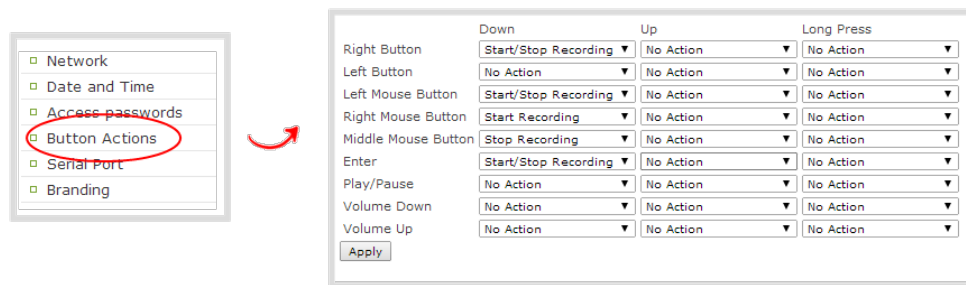 Network
Date and Time
Access passwords
Button Actions
Serial Port
Branding
Down Up Long Press
Right Button Start/Stop Recording No Action No Action
Left Button No Action No Action No Action
Left Mouse Button Start/Stop Recording No Action No Action
Right Mouse Button Start Recording No Action No Action
Middle Mouse Button Stop Recording No Action No Action
Enter Start/Stop Recording No Action No Action
Play/Pause No Action No Action No Action
Volume Down No Action No Action No Action
Volume Up No Action No Action No Action
Apply